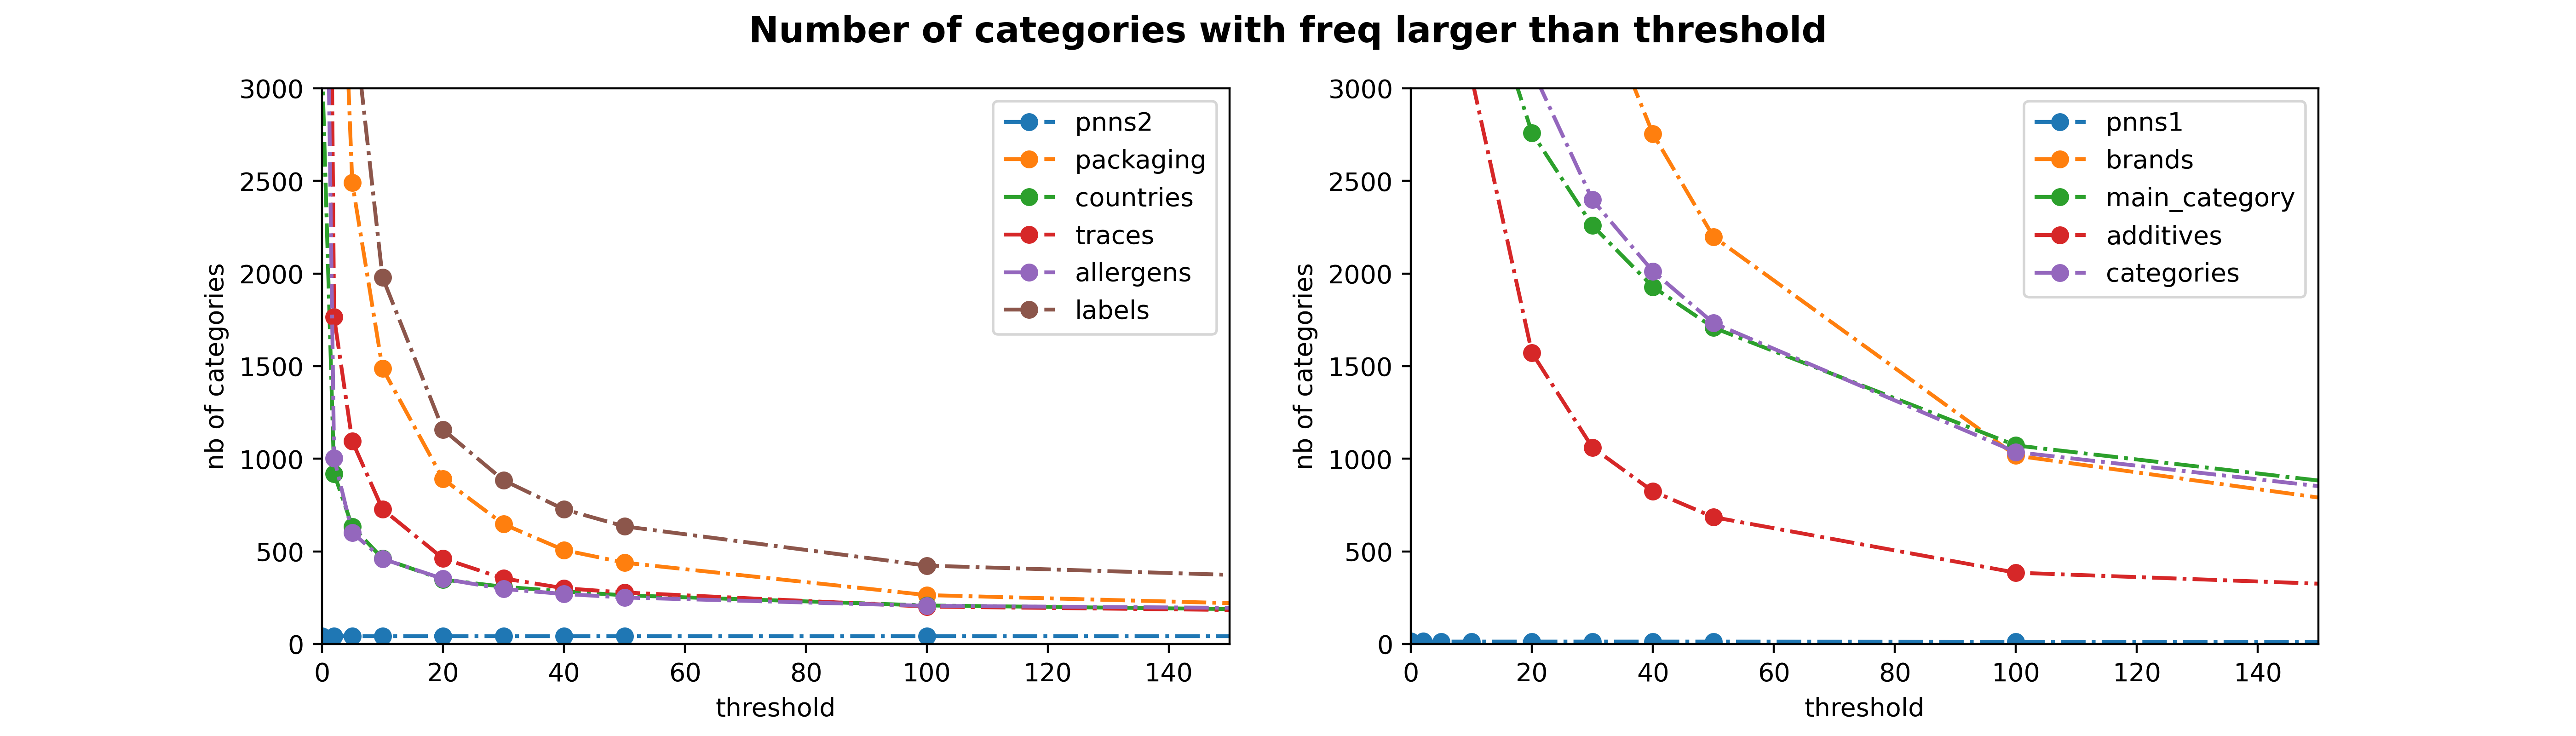 Number of categories with freq larger than threshold
3000
2500
2000
1500
1000
500
0
nb of categories
0 20 40 60 80 100 120 140
threshold
pnns2
packaging
countries
traces
allergens
labels
3000
2500
2000
1500
1000
500
0
nb of categories
0 20 40 60 80 100 120 140
threshold
pnns1
brands
main_category
additives
categories